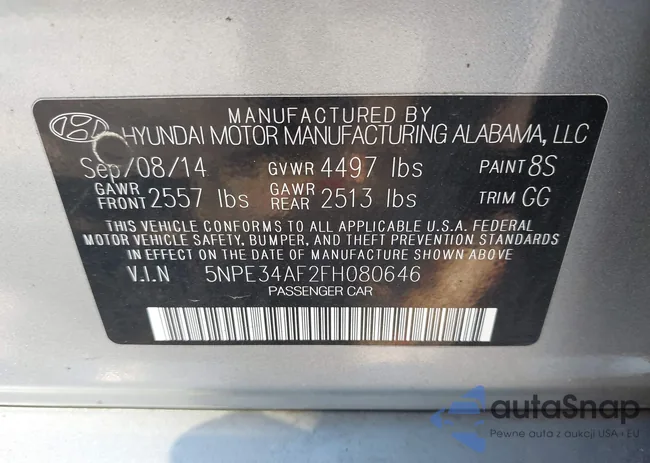 MANUFACTURED BY
HYUNDAI MOTOR MANUFACTURING ALABAMA, LLC
Sep/08/14 GVWR 4497 lbs PAINT 8S
GAWR FRONT 2557 lbs GAWR REAR 2513 lbs TRIM GG
THIS VEHICLE CONFORMS TO ALL APPLICABLE U.S.A. FEDERAL
MOTOR VEHICLE SAFETY, BUMPER, AND THEFT PREVENTION STANDARDS
IN EFFECT ON THE DATE OF MANUFACTURE SHOWN ABOVE
V.I.N 5NPE34AF2FH080646
PASSENGER CAR
autaSnap
Pewne auta z aukcji USA i EU